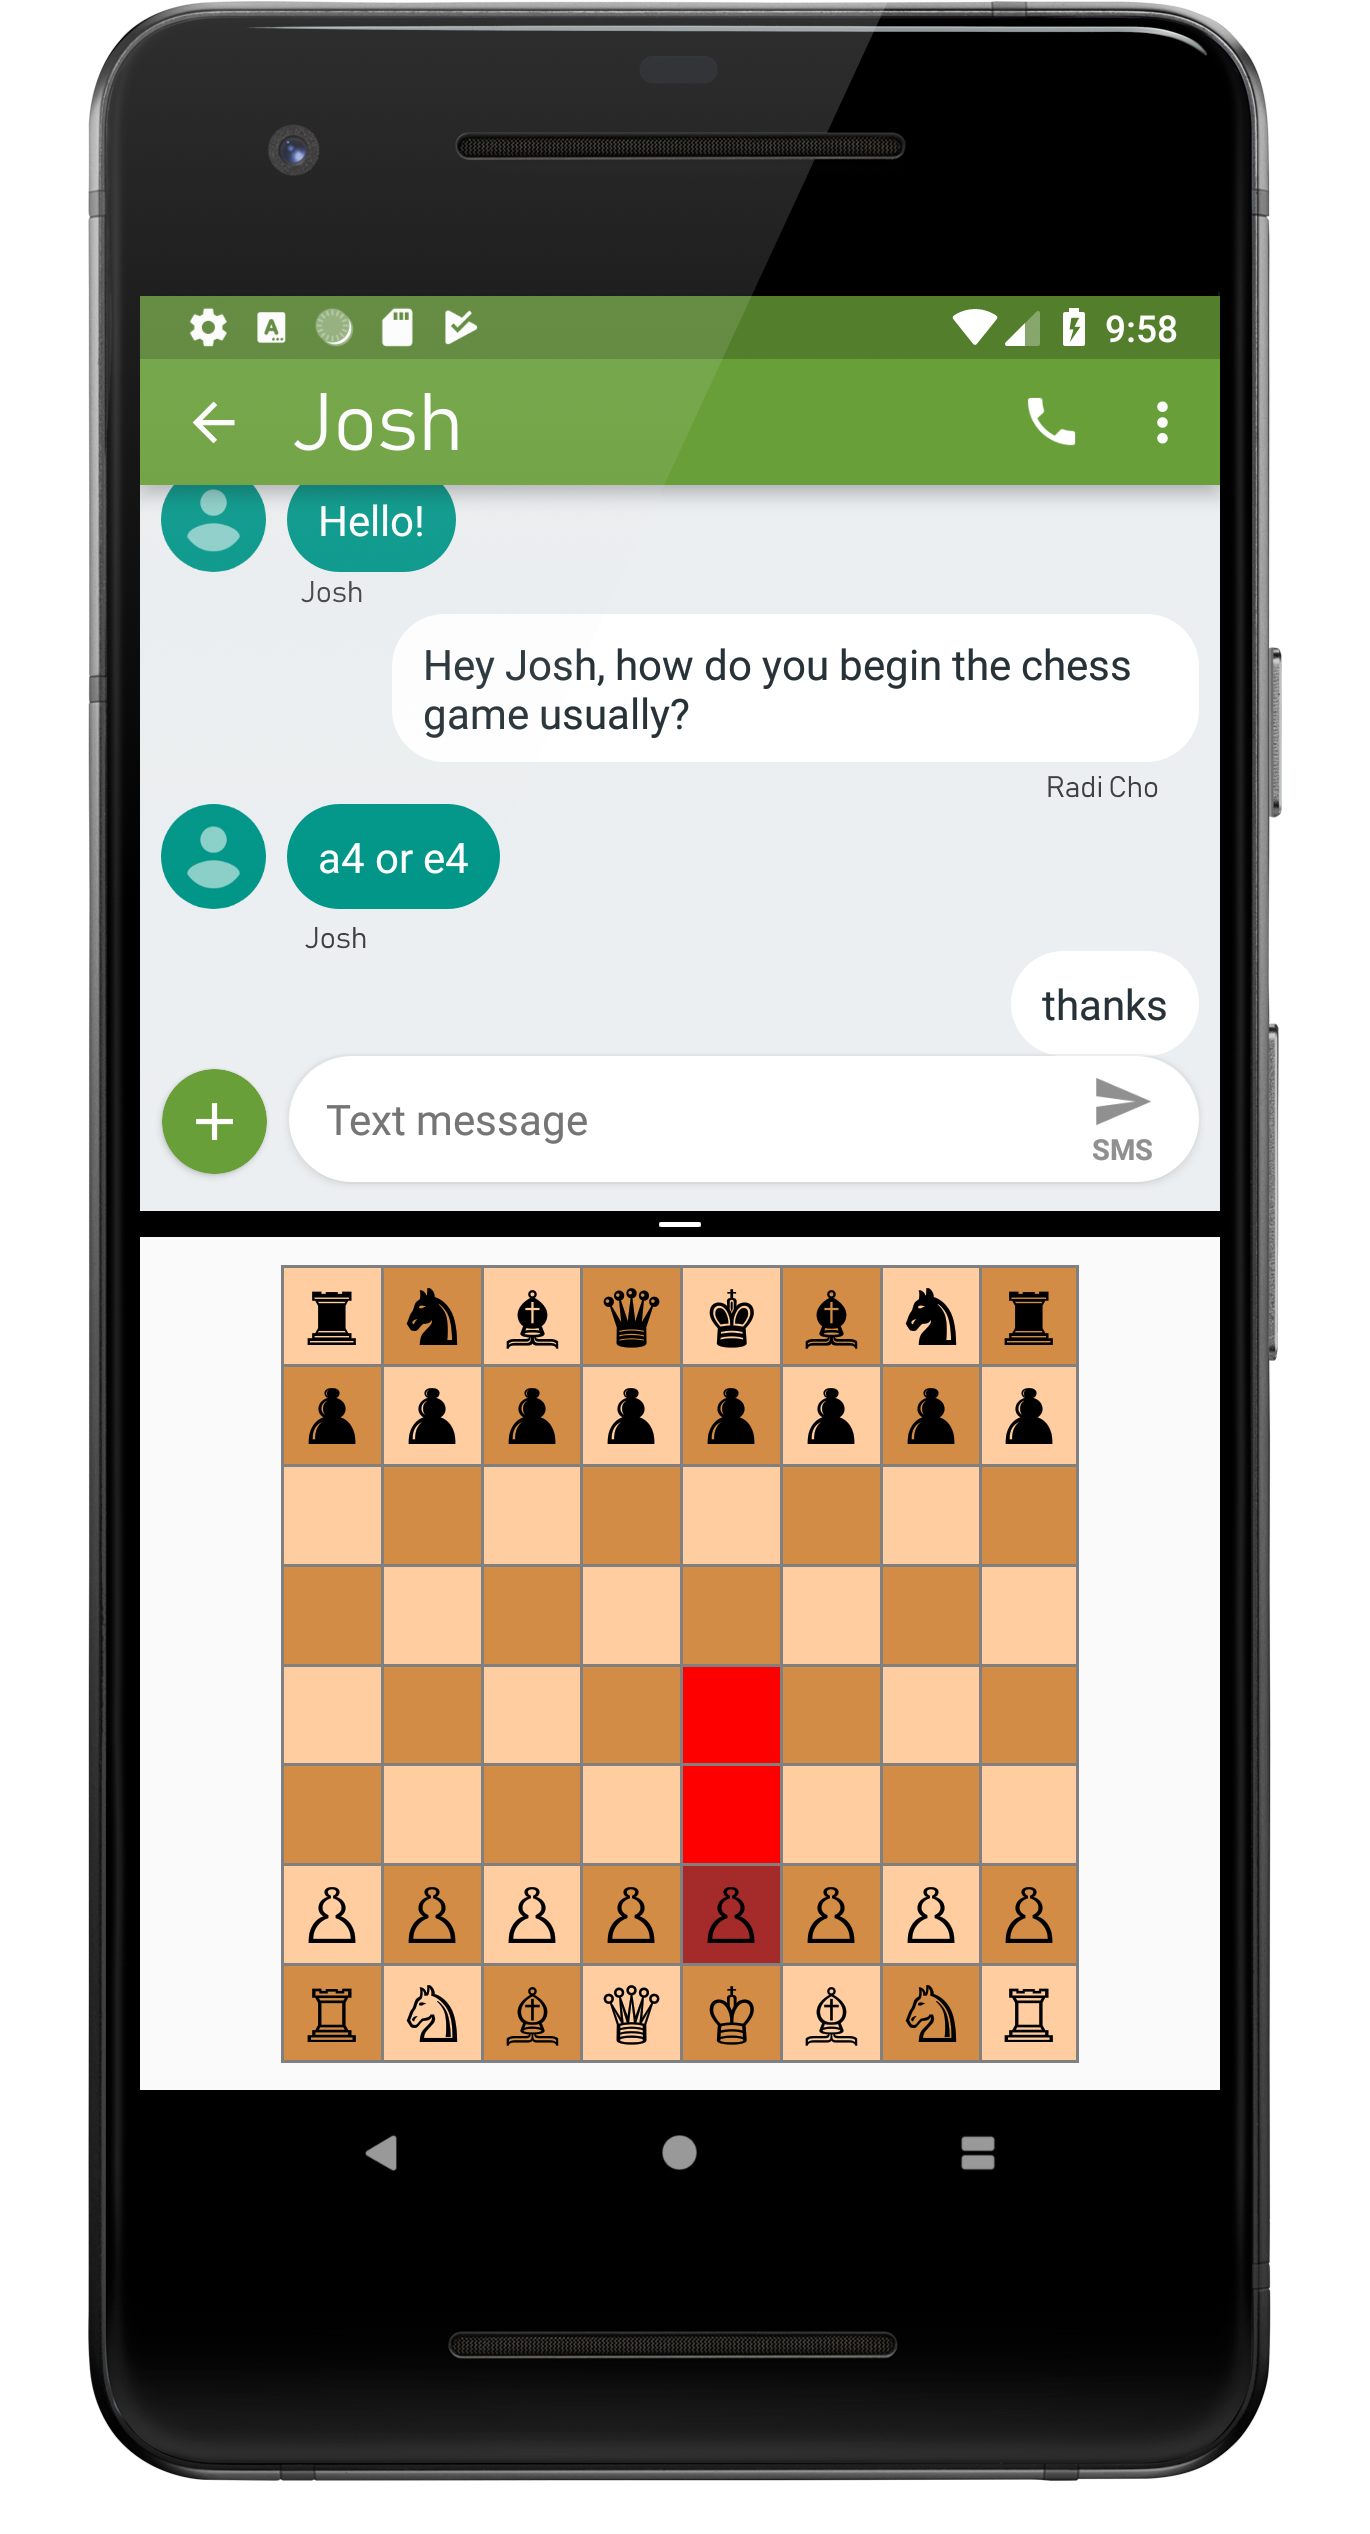 9:58
Josh
Hello!
Josh
Hey Josh, how do you begin the chess
game usually?
Radi Cho
a4 or e4
Josh
thanks
Text message
SMS